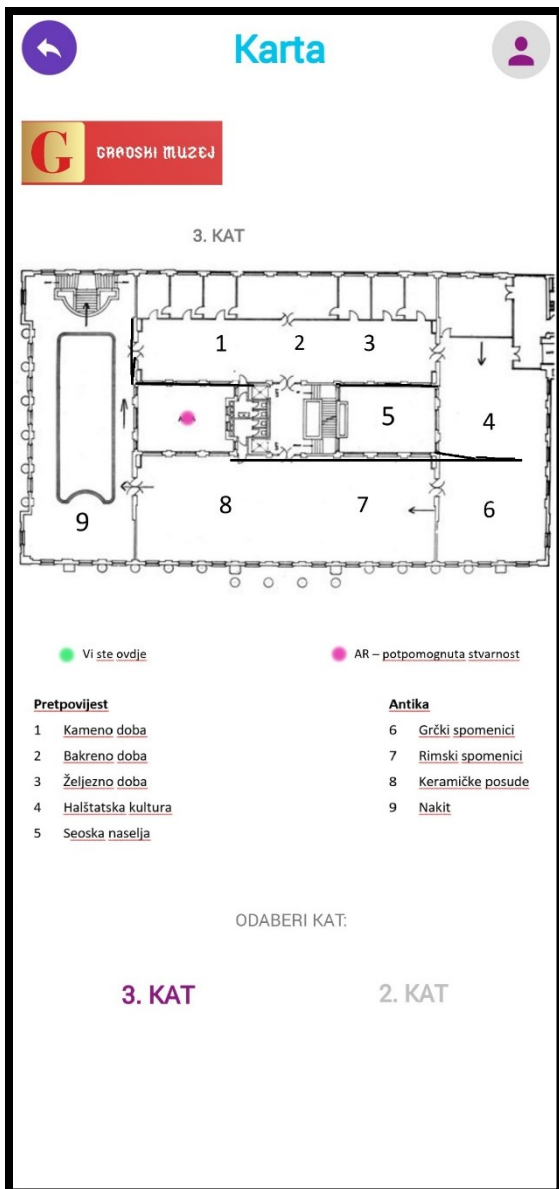 Karta
G GRADSKI MUZEJ
3. KAT
1 2 3
5 4
8 7 6
9
Vi ste ovdje
AR – potpomognuta stvarnost
Pretpovijest
1 Kameno doba
2 Bakreno doba
3 Željezno doba
4 Halštatska kultura
5 Seoska naselja
Antika
6 Grčki spomenici
7 Rimski spomenici
8 Keramičke posude
9 Nakit
ODABERI KAT:
3. KAT
2. KAT